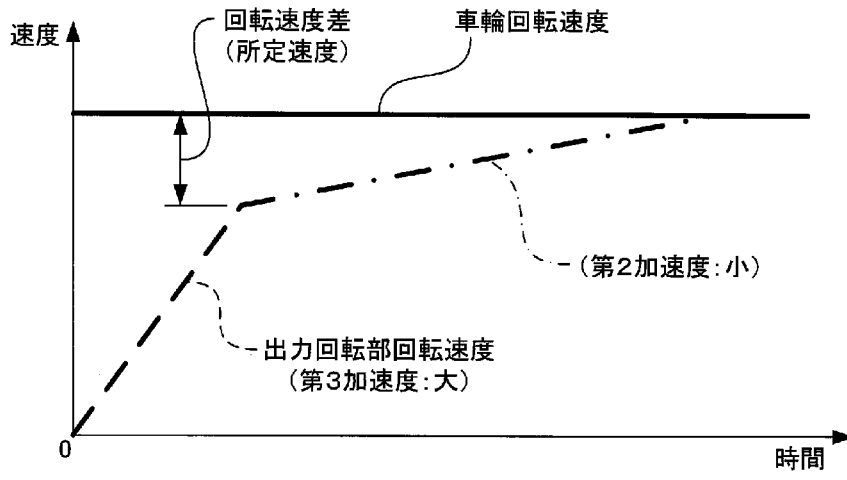 速度
回転速度差
(所定速度)
車輪回転速度
(第2加速度:小)
出力回転部回転速度
(第3加速度:大)
0
時間